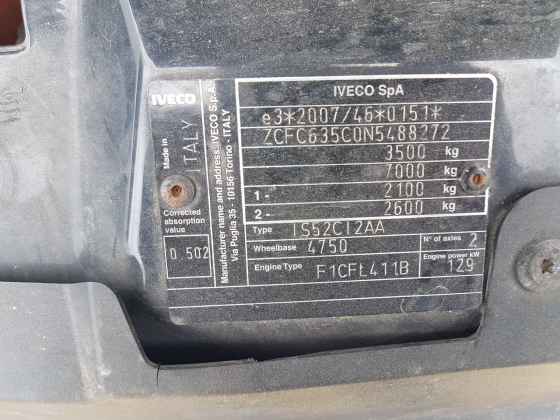 IVECO
IVECO SpA
Made in
ITALY
Manufacturer name and address: IVECO S.p.A.
Via Puglia 35 - 10156 Torino - ITALY
Corrected
absorption
value
0.502
e3*2007/46*0151*
ZCFC635C0N5488272
3500 kg
7000 kg
1- 2100 kg
2- 2600 kg
Type IS52CI2AA
Wheelbase 4750
N° of axles 2
Engine Type F1CFL411B
Engine power kW 129